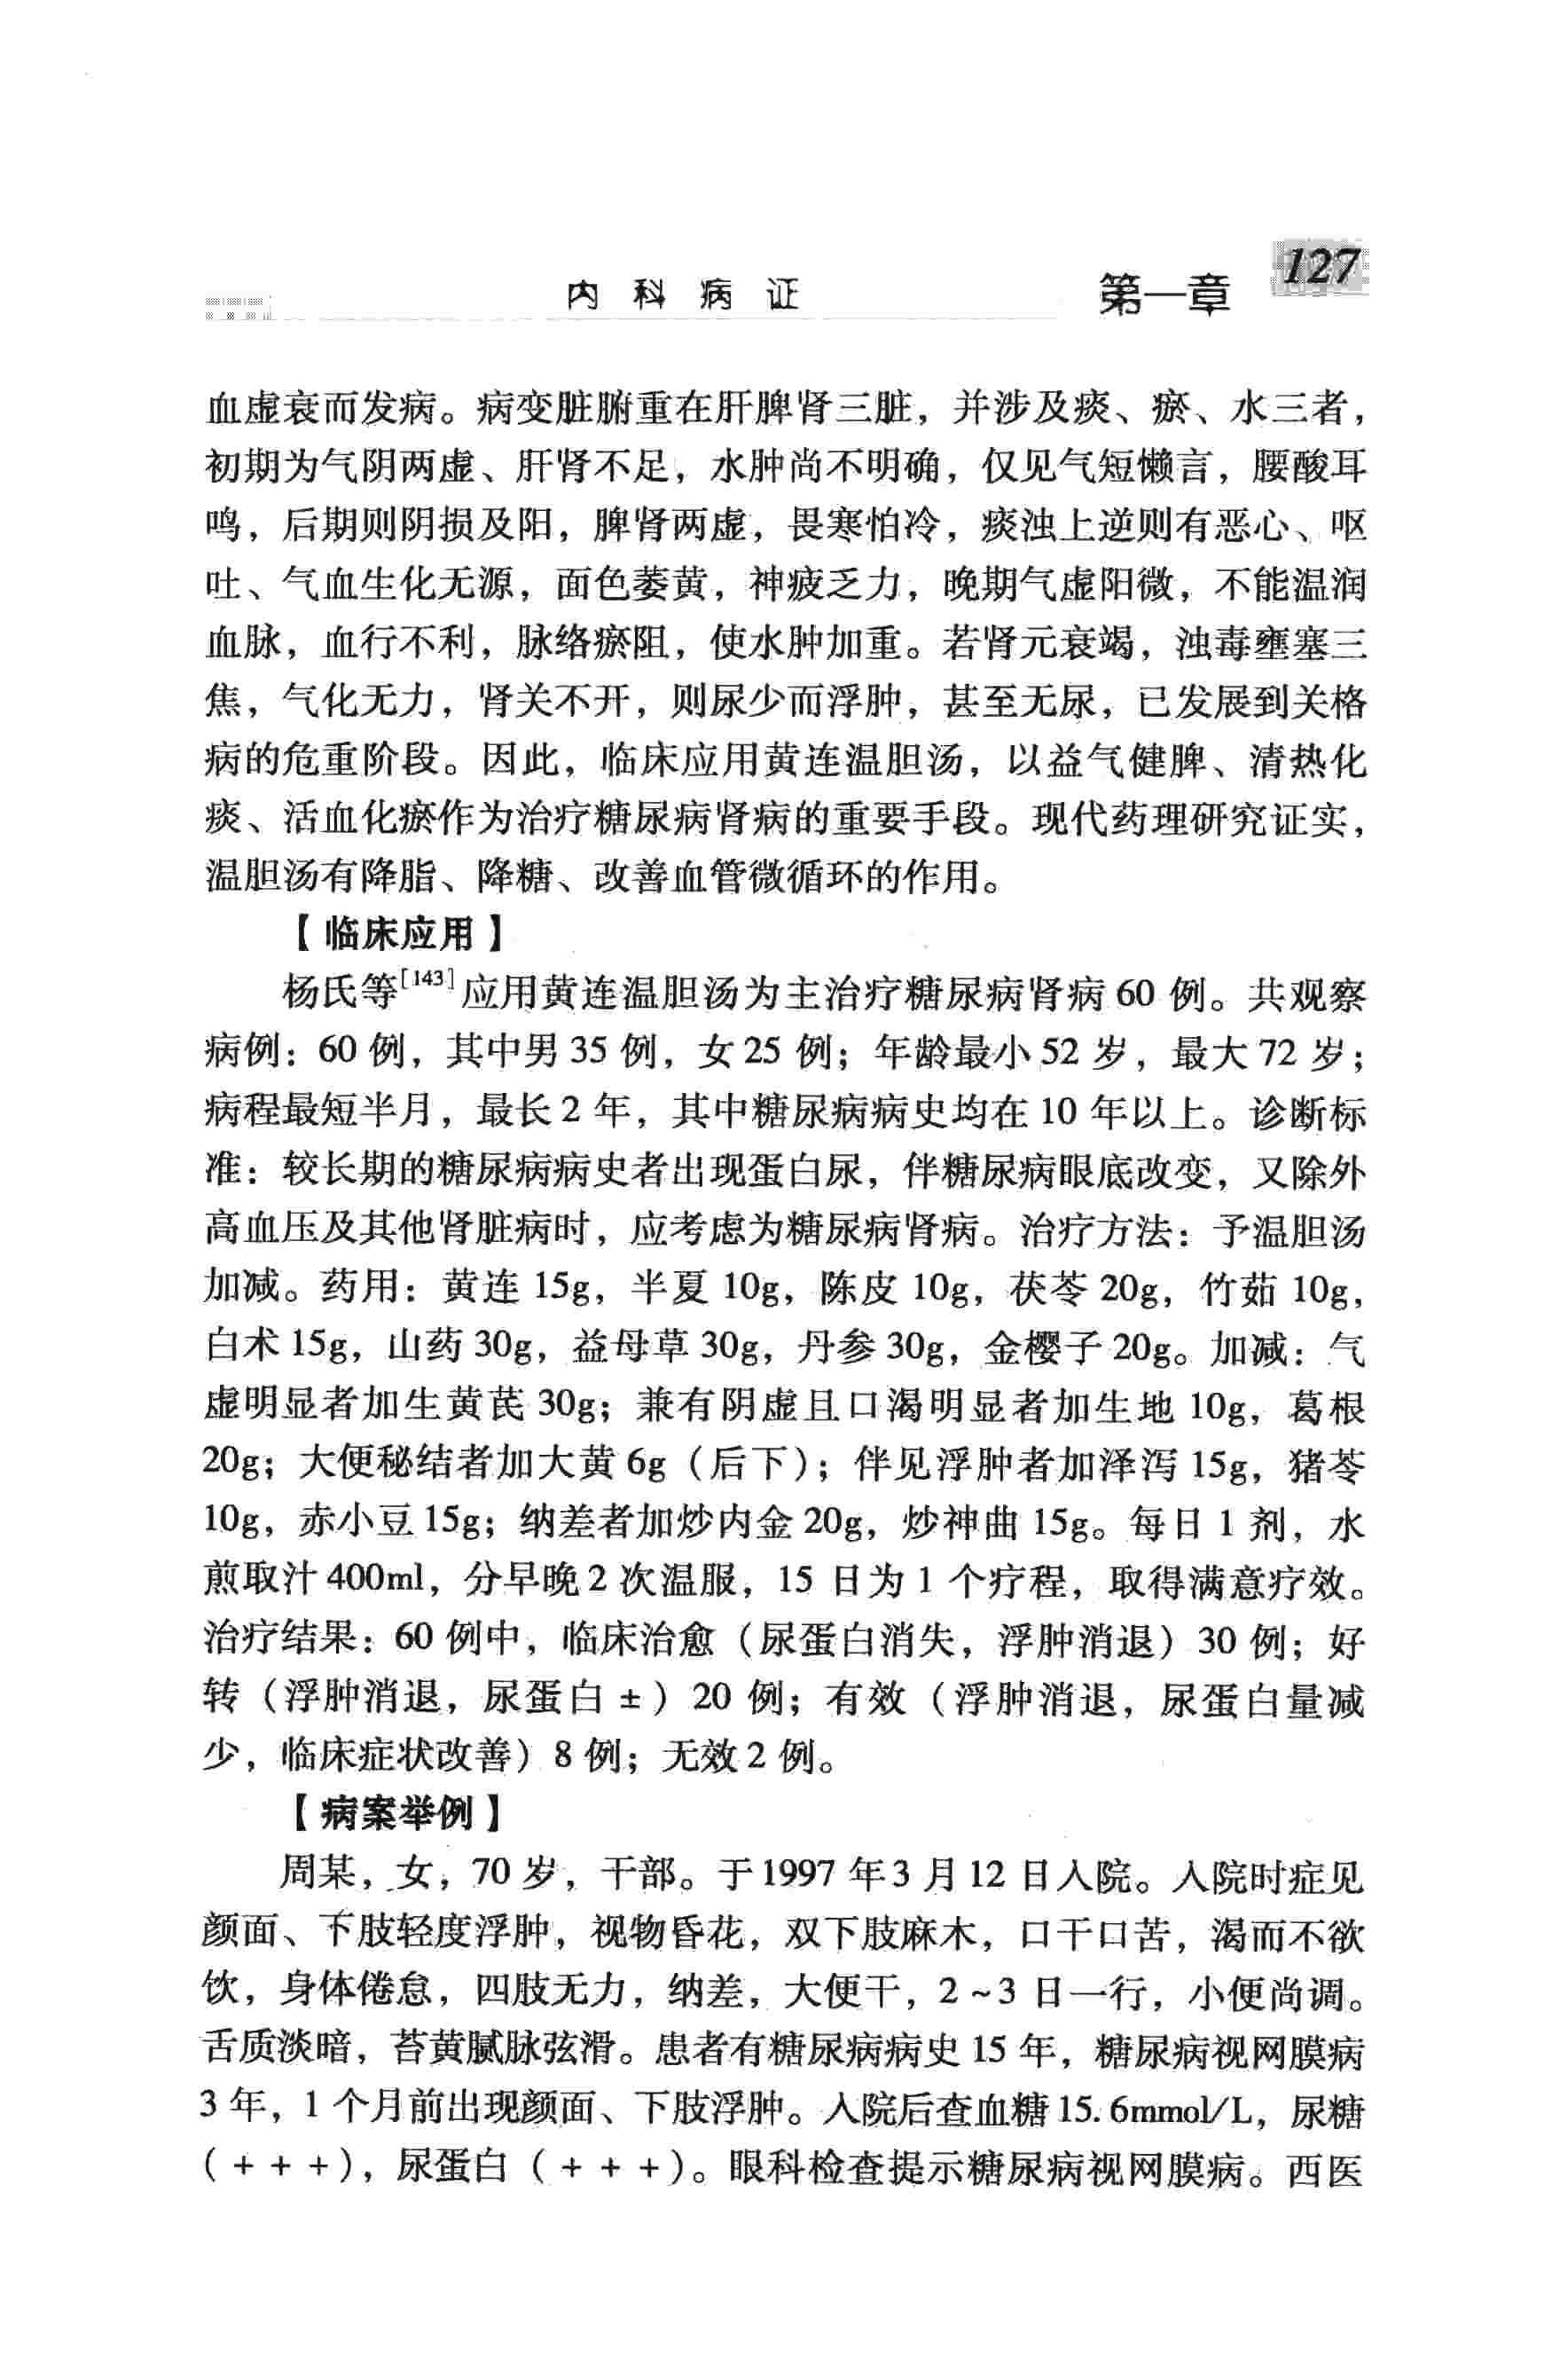 内科病证 第一章 127
血虚衰而发病。病变脏腑重在肝脾肾三脏，并涉及痰、瘀、水三者，
初期为气阴两虚、肝肾不足，水肿尚不明确，仅见气短懒言，腰酸耳
鸣，后期则阴损及阳，脾肾两虚，畏寒怕冷，痰浊上逆则有恶心、呕
吐、气血生化无源，面色萎黄，神疲乏力，晚期气虚阳微，不能温润
血脉，血行不利，脉络瘀阻，使水肿加重。若肾元衰竭，浊毒壅塞三
焦，气化无力，肾关不开，则尿少而浮肿，甚至无尿，已发展到关格
病的危重阶段。因此，临床应用黄连温胆汤，以益气健脾、清热化
痰、活血化瘀作为治疗糖尿病肾病的重要手段。现代药理研究证实，
温胆汤有降脂、降糖、改善血管微循环的作用。
【临床应用】
杨氏等[143]应用黄连温胆汤为主治疗糖尿病肾病 60 例。共观察
病例：60 例，其中男 35 例，女 25 例；年龄最小 52 岁，最大 72 岁；
病程最短半月，最长 2 年，其中糖尿病病史均在 10 年以上。诊断标
准：较长期的糖尿病病史者出现蛋白尿，伴糖尿病眼底改变，又除外
高血压及其他肾脏病时，应考虑为糖尿病肾病。治疗方法：予温胆汤
加减。药用：黄连 15g，半夏 10g，陈皮 10g，茯苓 20g，竹茹 10g，
白术 15g，山药 30g，益母草 30g，丹参 30g，金樱子 20g。加减：气
虚明显者加生黄芪 30g；兼有阴虚且口渴明显者加生地 10g，葛根
20g；大便秘结者加大黄 6g（后下）；伴见浮肿者加泽泻 15g，猪苓
10g，赤小豆 15g；纳差者加炒内金 20g，炒神曲 15g。每日 1 剂，水
煎取汁 400ml，分早晚 2 次温服，15 日为 1 个疗程，取得满意疗效。
治疗结果：60 例中，临床治愈（尿蛋白消失，浮肿消退）30 例；好
转（浮肿消退，尿蛋白 ±）20 例；有效（浮肿消退，尿蛋白量减
少，临床症状改善）8 例；无效 2 例。
【病案举例】
周某，女，70 岁，干部。于 1997 年 3 月 12 日入院。入院时症见
颜面、下肢轻度浮肿，视物昏花，双下肢麻木，口干口苦，渴而不欲
饮，身体倦怠，四肢无力，纳差，大便干，2 ~ 3 日一行，小便尚调。
舌质淡暗，苔黄腻脉弦滑。患者有糖尿病病史 15 年，糖尿病视网膜病
3 年，1 个月前出现颜面、下肢浮肿。入院后查血糖 15.6mmol/L，尿糖
（+ + +），尿蛋白（+ + +）。眼科检查提示糖尿病视网膜病。西医